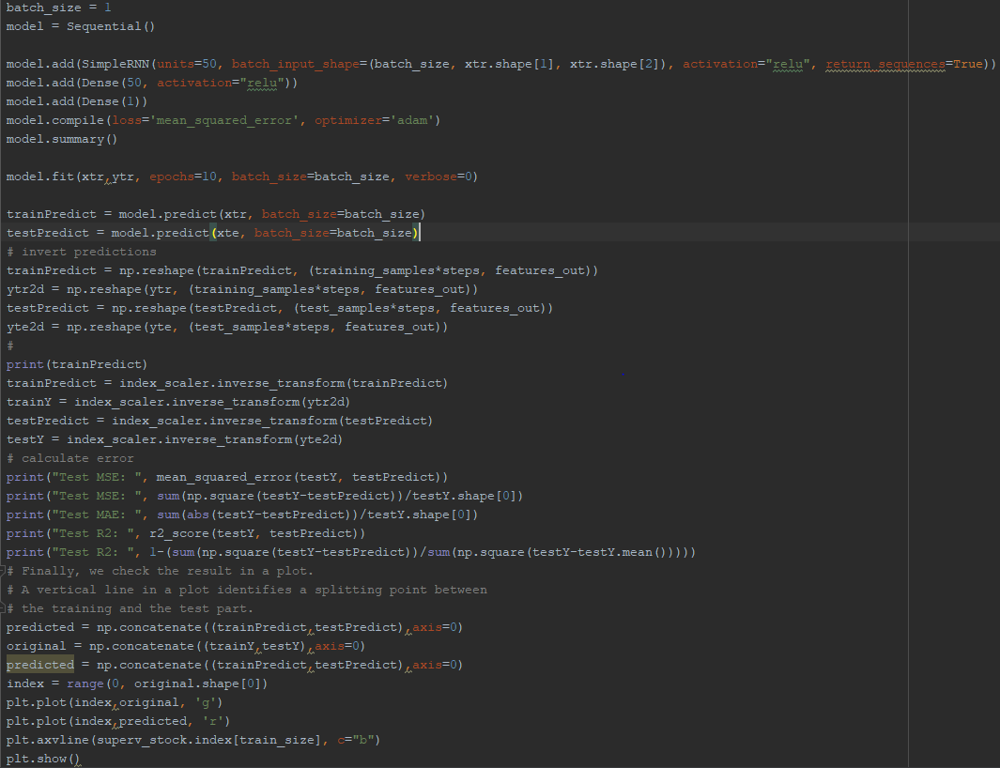 batch_size = 1
model = Sequential()
model.add(SimpleRNN(units=50, batch_input_shape=(batch_size, xtr.shape[1], xtr.shape[2]), activation="relu", return_sequences=True))
model.add(Dense(50, activation="relu"))
model.add(Dense(1))
model.compile(loss='mean_squared_error', optimizer='adam')
model.summary()
model.fit(xtr,ytr, epochs=10, batch_size=batch_size, verbose=0)
trainPredict = model.predict(xtr, batch_size=batch_size)
testPredict = model.predict(xte, batch_size=batch_size)
# invert predictions
trainPredict = np.reshape(trainPredict, (training_samples*steps, features_out))
ytr2d = np.reshape(ytr, (training_samples*steps, features_out))
testPredict = np.reshape(testPredict, (test_samples*steps, features_out))
yte2d = np.reshape(yte, (test_samples*steps, features_out))
#
print(trainPredict)
trainPredict = index_scaler.inverse_transform(trainPredict)
trainY = index_scaler.inverse_transform(ytr2d)
testPredict = index_scaler.inverse_transform(testPredict)
testY = index_scaler.inverse_transform(yte2d)
# calculate error
print("Test MSE: ", mean_squared_error(testY, testPredict))
print("Test MSE: ", sum(np.square(testY-testPredict))/testY.shape[0])
print("Test MAE: ", sum(abs(testY-testPredict))/testY.shape[0])
print("Test R2: ", r2_score(testY, testPredict))
print("Test R2: ", 1-(sum(np.square(testY-testPredict))/sum(np.square(testY-testY.mean()))))
# Finally, we check the result in a plot.
# A vertical line in a plot identifies a splitting point between
# the training and the test part.
predicted = np.concatenate((trainPredict,testPredict),axis=0)
original = np.concatenate((trainY,testY),axis=0)
predicted = np.concatenate((trainPredict,testPredict),axis=0)
index = range(0, original.shape[0])
plt.plot(index,original, 'g')
plt.plot(index,predicted, 'r')
plt.axvline(superv_stock.index[train_size], c="b")
plt.show()